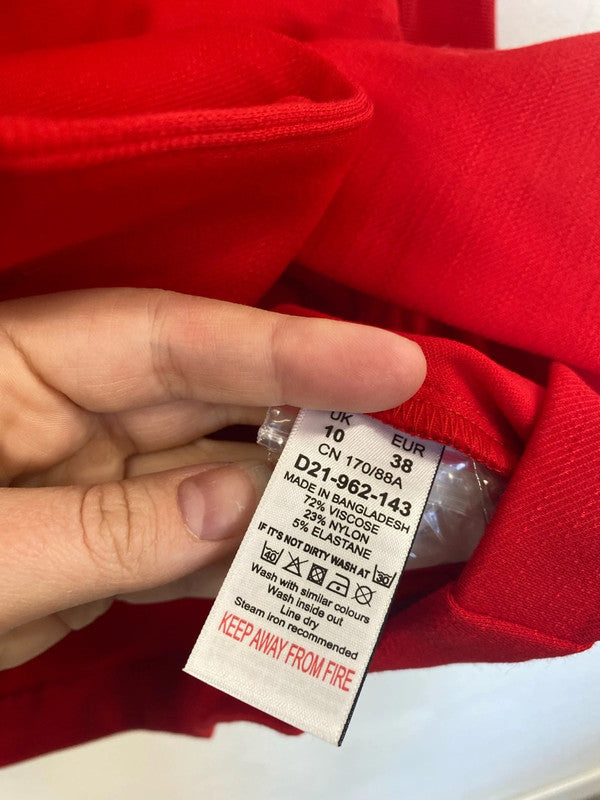 UK EUR
10 38
CN 170/88A
D21-962-143
MADE IN BANGLADESH
72% VISCOSE
23% NYLON
5% ELASTANE
IF IT'S NOT DIRTY WASH AT 30
40
Wash with similar colours
Wash inside out
Line dry
Steam iron recommended
KEEP AWAY FROM FIRE